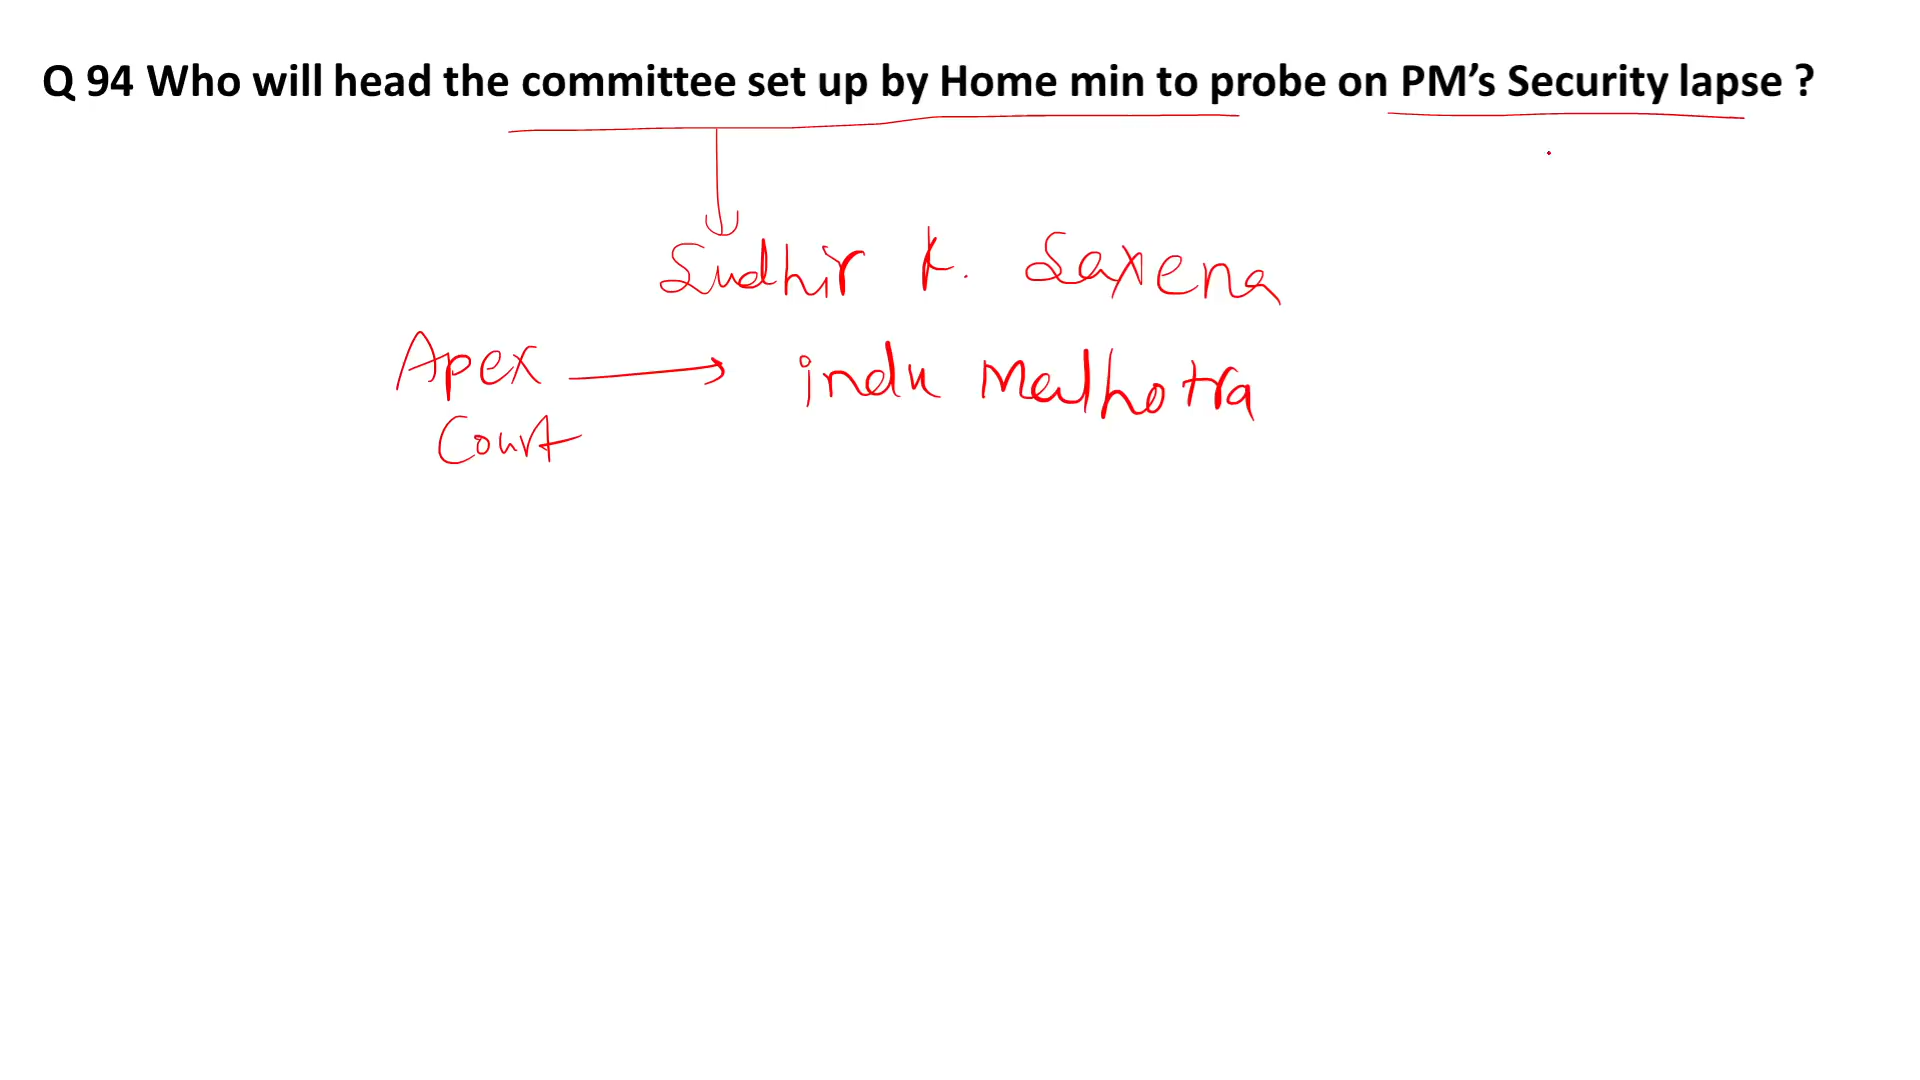 Q 94 Who will head the committee set up by Home min to probe on PM’s Security lapse ?
Sudhir K. Saxena
Apex → indu Malhotra
Court